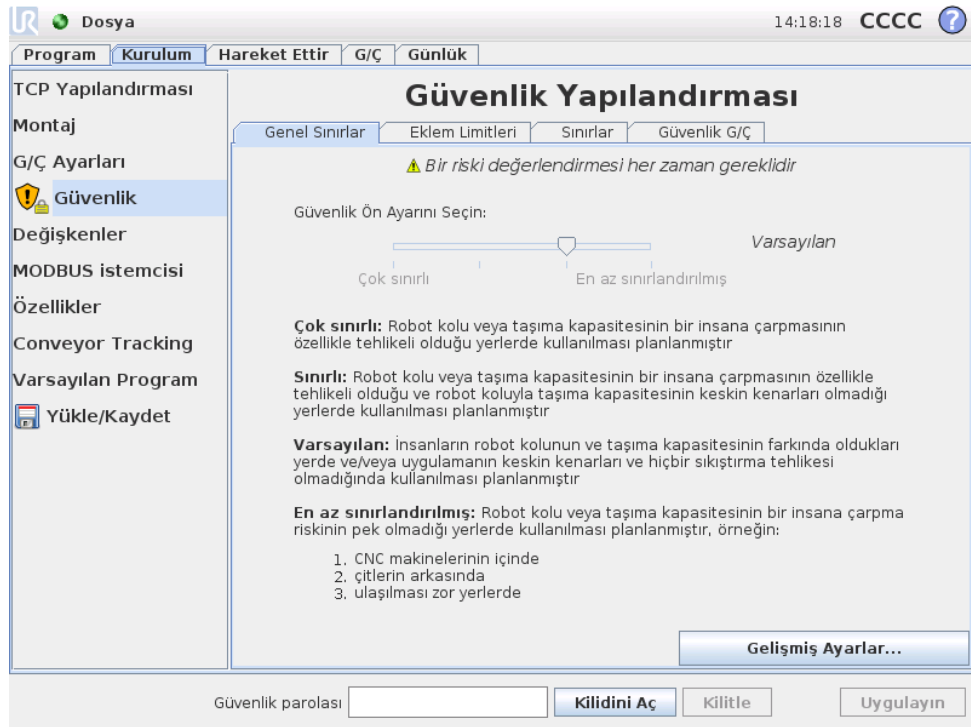 UR Dosya 14:18:18 CCCC ?
Program Kurulum Hareket Ettir G/Ç Günlük
TCP Yapılandırması
Montaj
G/Ç Ayarları
Güvenlik
Değişkenler
MODBUS istemcisi
Özellikler
Conveyor Tracking
Varsayılan Program
Yükle/Kaydet
Güvenlik Yapılandırması
Genel Sınırlar Eklem Limitleri Sınırlar Güvenlik G/Ç
Bir riski değerlendirmesi her zaman gereklidir
Güvenlik Ön Ayarını Seçin:
Varsayılan
Çok sınırlı En az sınırlandırılmış
Çok sınırlı: Robot kolu veya taşıma kapasitesinin bir insana çarpmasının
özellikle tehlikeli olduğu yerlerde kullanılması planlanmıştır
Sınırlı: Robot kolu veya taşıma kapasitesinin bir insana çarpmasının özellikle
tehlikeli olduğu ve robot koluyla taşıma kapasitesinin keskin kenarları olmadığı
yerlerde kullanılması planlanmıştır
Varsayılan: İnsanların robot kolunun ve taşıma kapasitesinin farkında oldukları
yerde ve/veya uygulamanın keskin kenarları ve hiçbir sıkıştırma tehlikesi
olmadığında kullanılması planlanmıştır
En az sınırlandırılmış: Robot kolu veya taşıma kapasitesinin bir insana çarpma
riskinin pek olmadığı yerlerde kullanılması planlanmıştır, örneğin:
1. CNC makinelerinin içinde
2. çitlerin arkasında
3. ulaşılması zor yerlerde
Gelişmiş Ayarlar...
Güvenlik parolası Kilidini Aç Kilitle Uygulayın